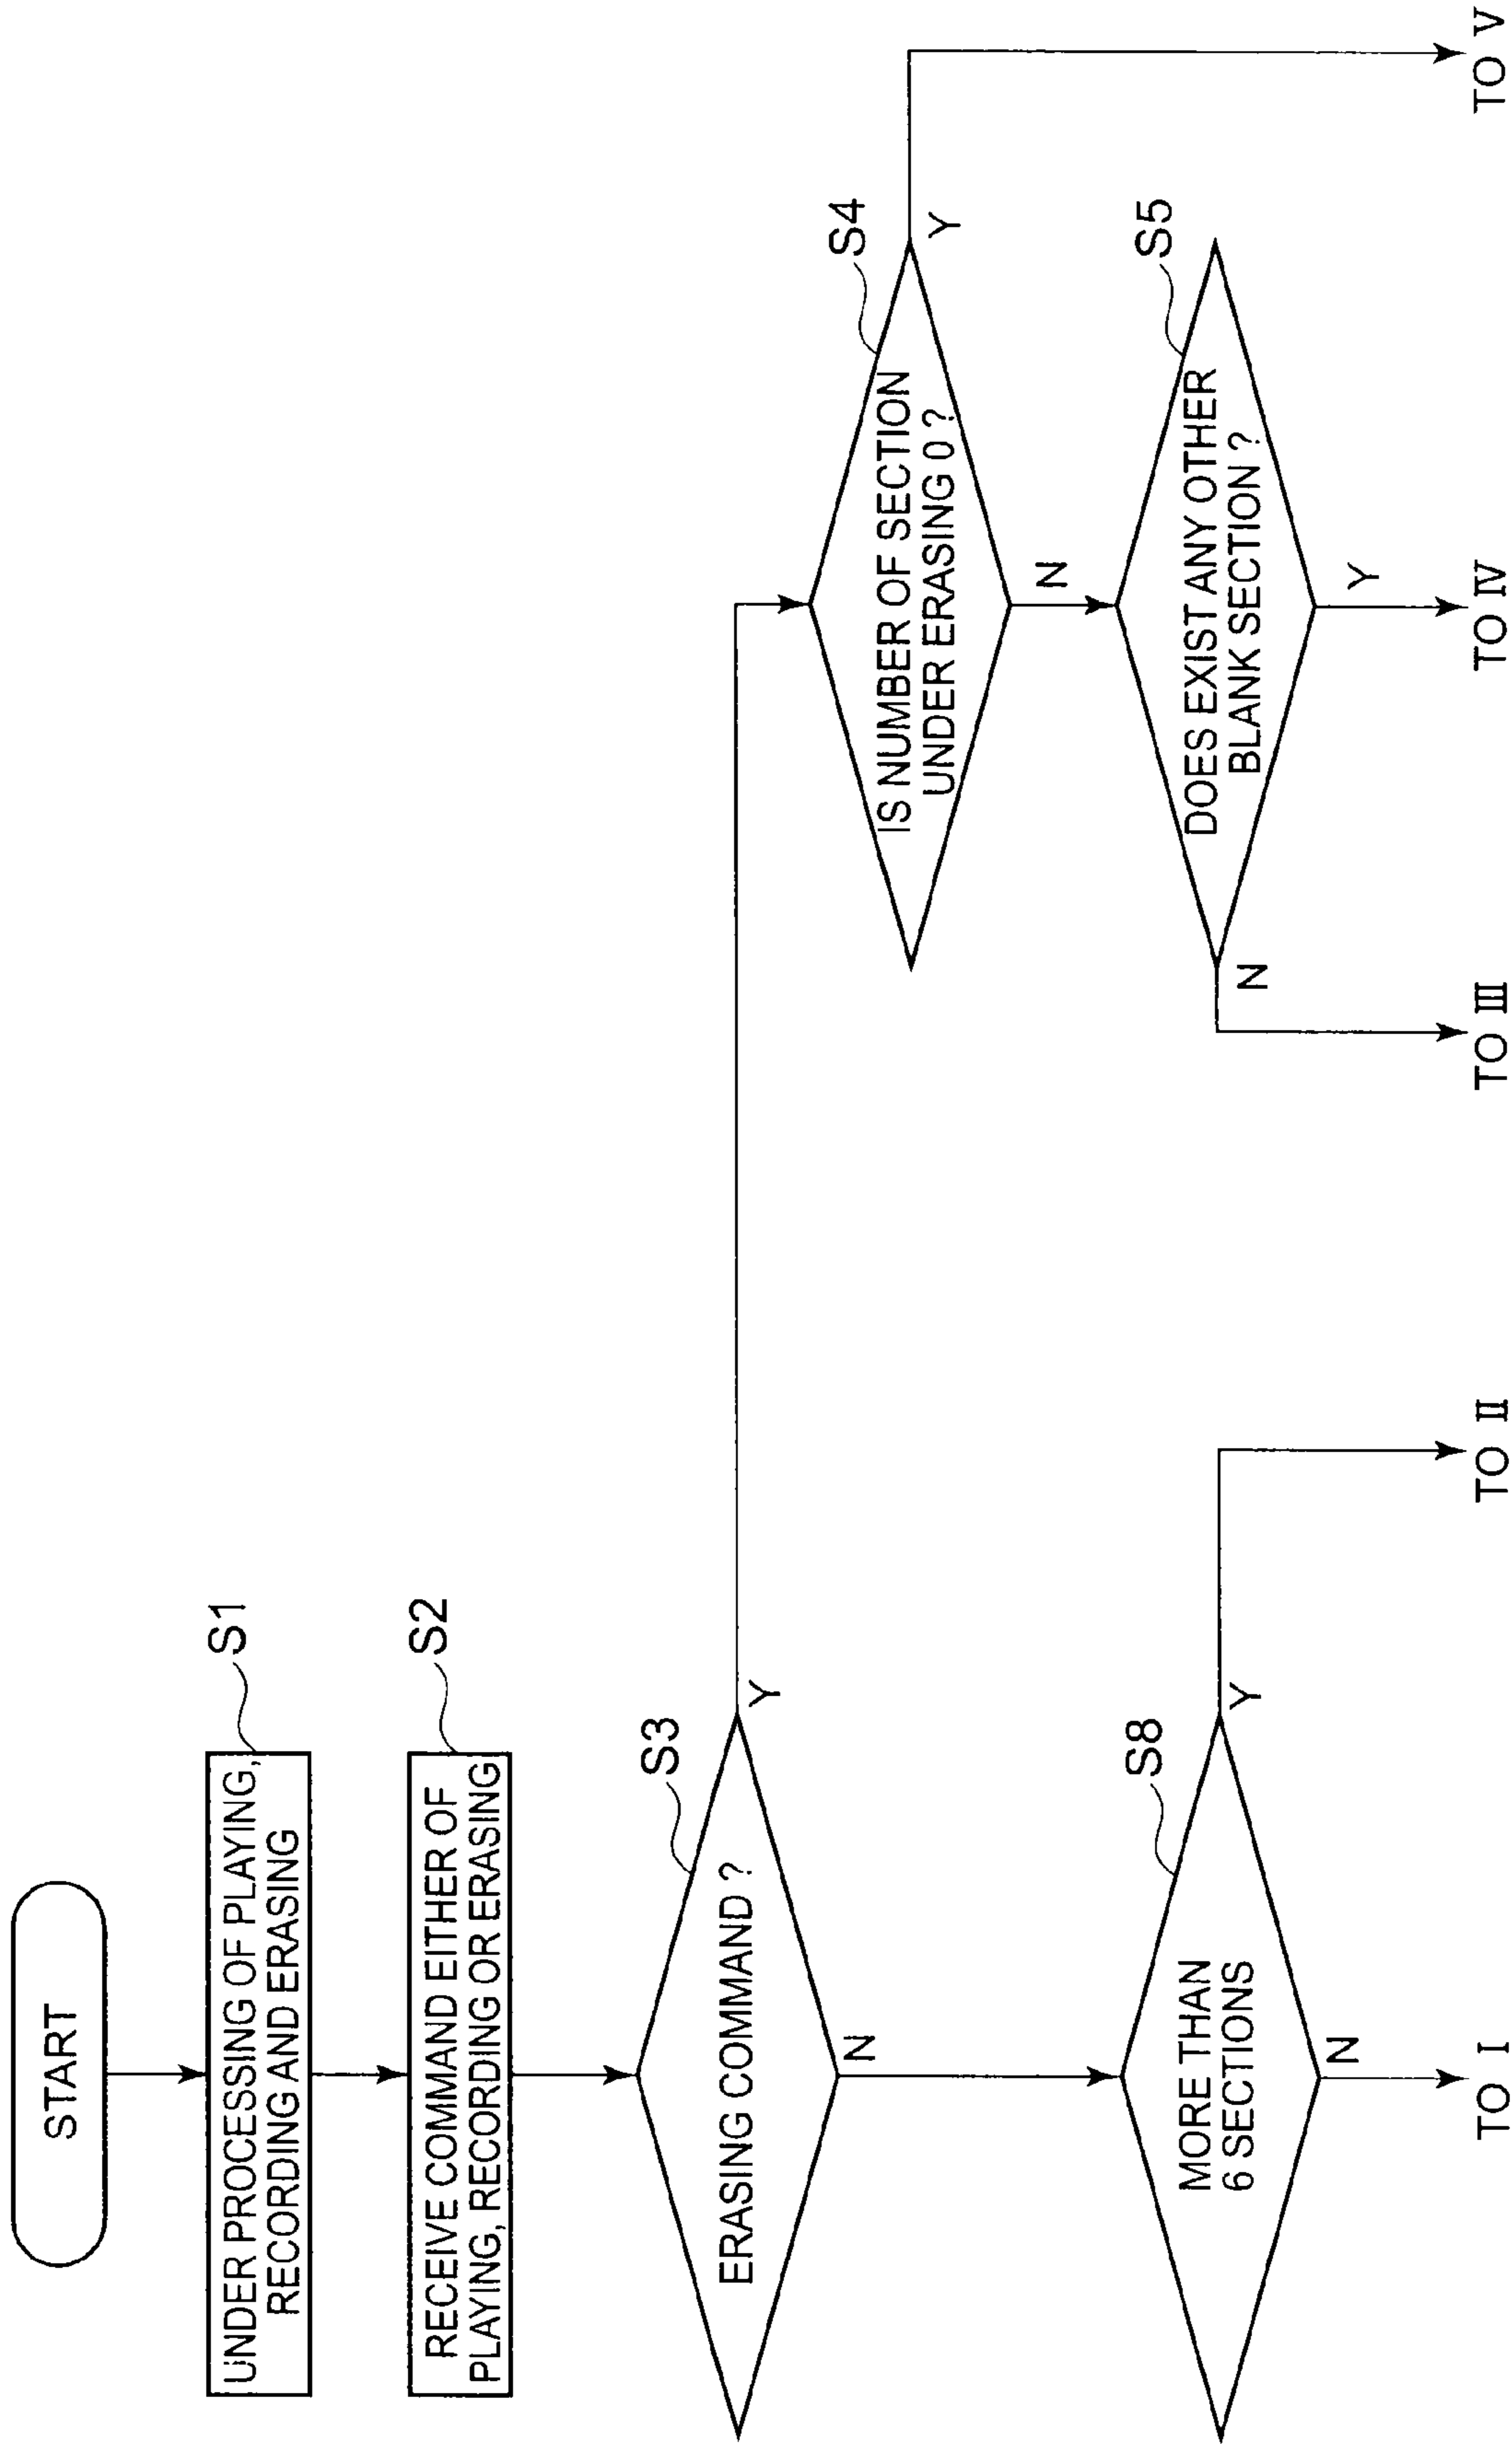 START
S1
UNDER PROCESSING OF PLAYING,
RECORDING AND ERASING
S2
RECEIVE COMMAND EITHER OF
PLAYING, RECORDING OR ERASING
S3
ERASING COMMAND ?
Y
N
S4
IS NUMBER OF SECTION
UNDER ERASING 0 ?
Y
N
S8
MORE THAN
6 SECTIONS
Y
N
S5
DOES EXIST ANY OTHER
BLANK SECTION ?
N
Y
TO I
TO II
TO III
TO IV
TO V